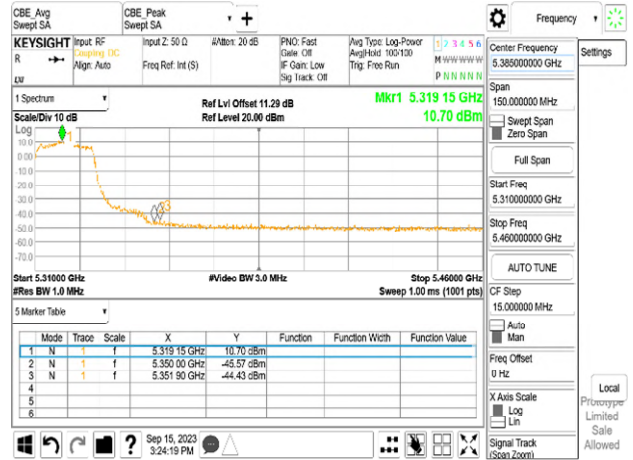 CBE_Avg
Swept SA
CBE_Peak
Swept SA
Frequency
KEYSIGHT
R
Input: RF
Coupling: DC
Align: Auto
Input Z: 50 Ω
Freq Ref: Int (S)
#Atten: 20 dB
PNO: Fast
Gate: Off
IF Gain: Low
Sig Track: Off
Avg Type: Log-Power
Avg|Hold: 100/100
Trig: Free Run
1 2 3 4 5 6
M W W W W W
P N N N N N
Center Frequency
5.385000000 GHz
Settings
Span
150.000000 MHz
Swept Span
Zero Span
Full Span
Start Freq
5.310000000 GHz
Stop Freq
5.460000000 GHz
AUTO TUNE
CF Step
15.000000 MHz
Auto
Man
Freq Offset
0 Hz
X Axis Scale
Log
Lin
Signal Track
(Span Zoom)
1 Spectrum
Scale/Div 10 dB
Ref Lvl Offset 11.29 dB
Ref Level 20.00 dBm
Mkr1 5.319 15 GHz
10.70 dBm
Log
10.0
0.00
-10.0
-20.0
-30.0
-40.0
-50.0
-60.0
-70.0
1
3
Start 5.31000 GHz
#Res BW 1.0 MHz
#Video BW 3.0 MHz
Stop 5.46000 GHz
Sweep 1.00 ms (1001 pts)
5 Marker Table
Mode Trace Scale X Y Function Function Width Function Value
1 N 1 f 5.319 15 GHz 10.70 dBm
2 N 1 f 5.350 00 GHz -45.57 dBm
3 N 1 f 5.351 90 GHz -44.43 dBm
4
5
6
Sep 15, 2023
3:24:19 PM
Local
Prototype
Limited
Sale
Allowed